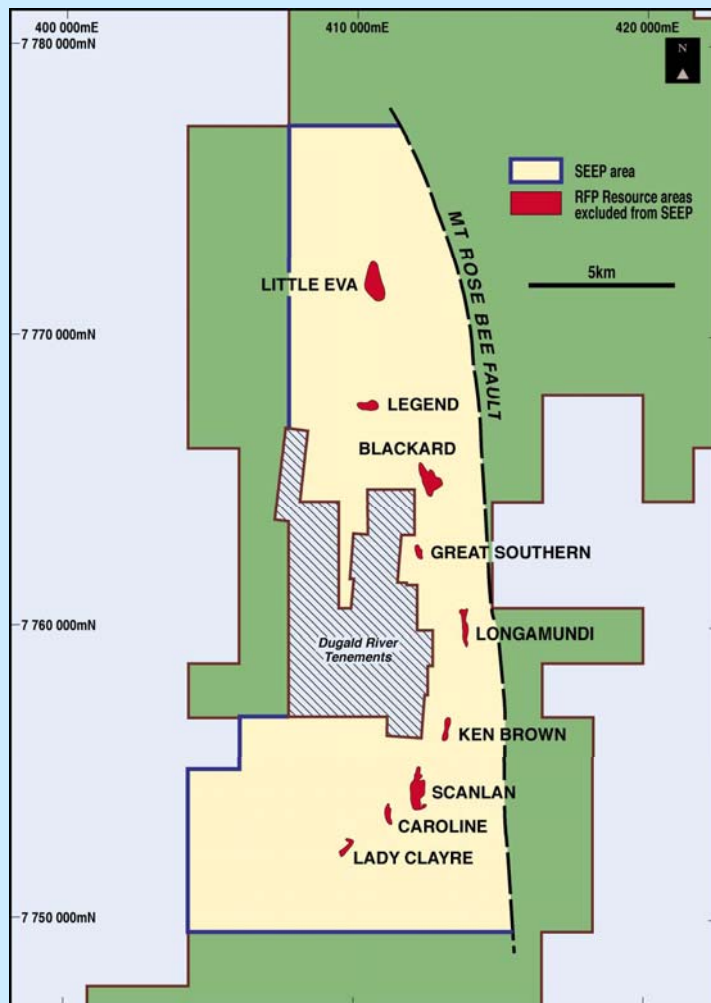 400 000mE
410 000mE
420 000mE
7 780 000mN
N
SEEP area
RFP Resource areas
excluded from SEEP
MT ROSE BEE FAULT
5km
LITTLE EVA
7 770 000mN
LEGEND
BLACKARD
GREAT SOUTHERN
7 760 000mN
LONGAMUNDI
Dugald River
Tenements
KEN BROWN
SCANLAN
CAROLINE
LADY CLAYRE
7 750 000mN